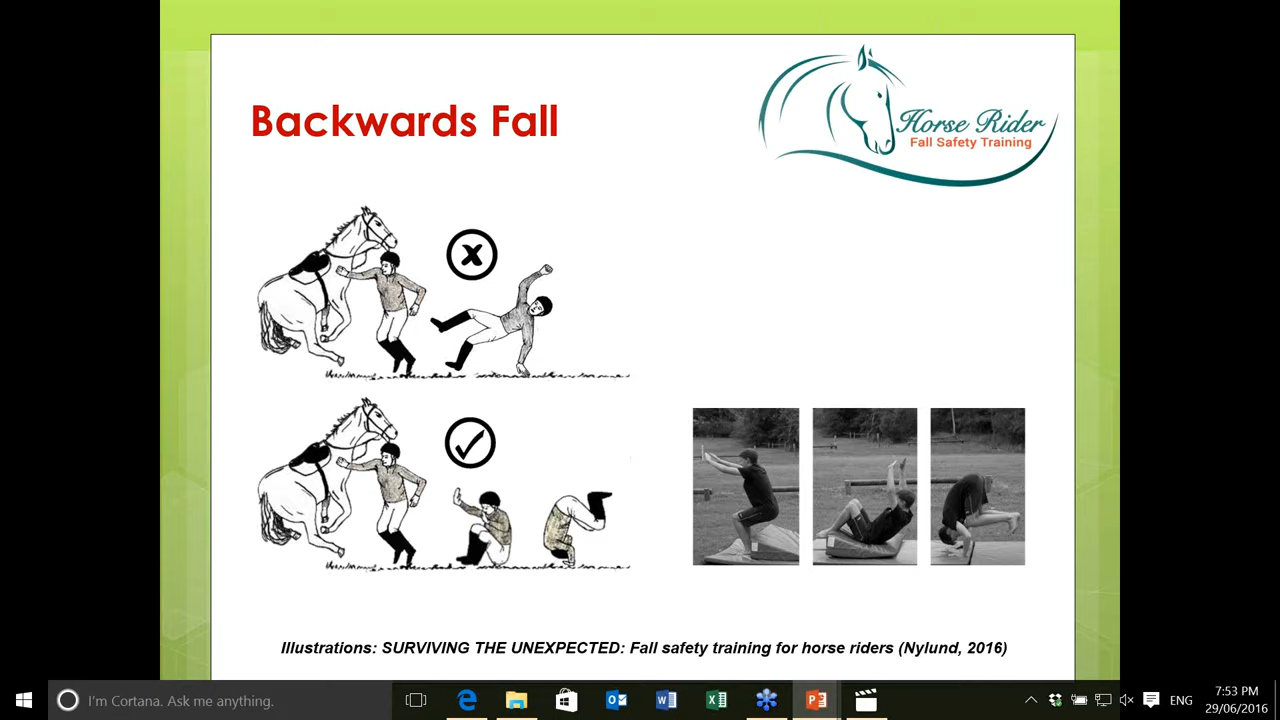 Backwards Fall
Horse Rider
Fall Safety Training
Illustrations: SURVIVING THE UNEXPECTED: Fall safety training for horse riders (Nylund, 2016)
I'm Cortana. Ask me anything.
ENG
7:53 PM
29/06/2016